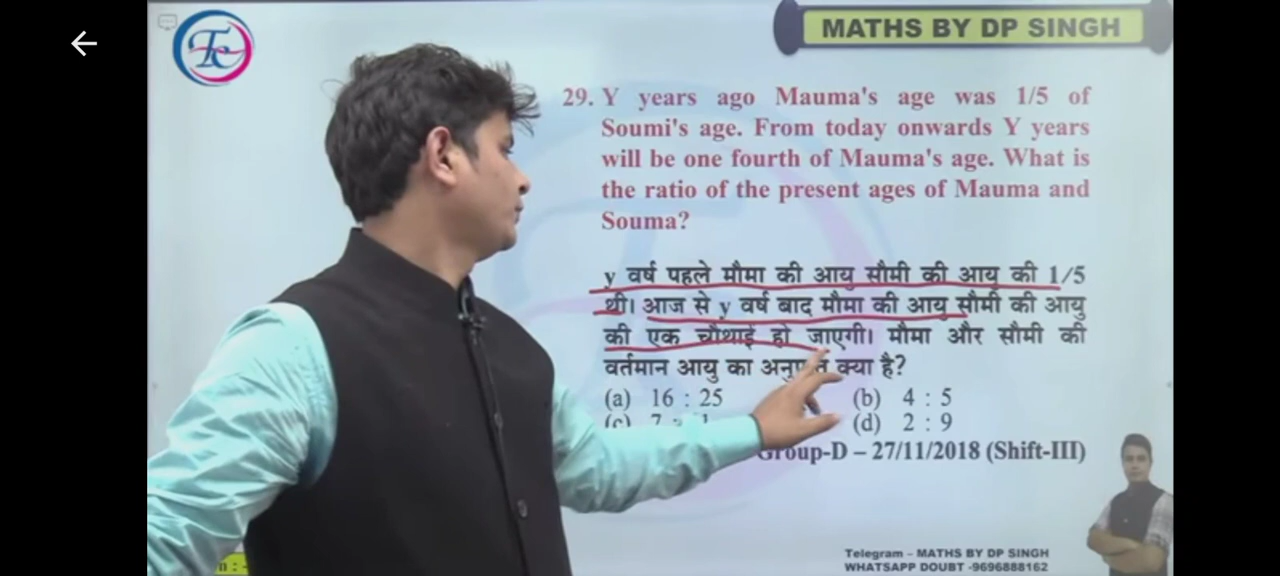 Te
MATHS BY DP SINGH
29. Y years ago Mauma's age was 1/5 of
Soumi's age. From today onwards Y years
will be one fourth of Mauma's age. What is
the ratio of the present ages of Mauma and
Souma?
y वर्ष पहले मौमा की आयु सौमी की आयु की 1/5
थी। आज से y वर्ष बाद मौमा की आयु सौमी की आयु
की एक चौथाई हो जाएगी। मौमा और सौमी की
वर्तमान आयु का क्या है?
(a) 16 : 25 (b) 4 : 5
(c) 7 (d) 2 : 9
Group-D – 27/11/2018 (Shift-III)
Telegram – MATHS BY DP SINGH
WHATSAPP DOUBT -9696888162